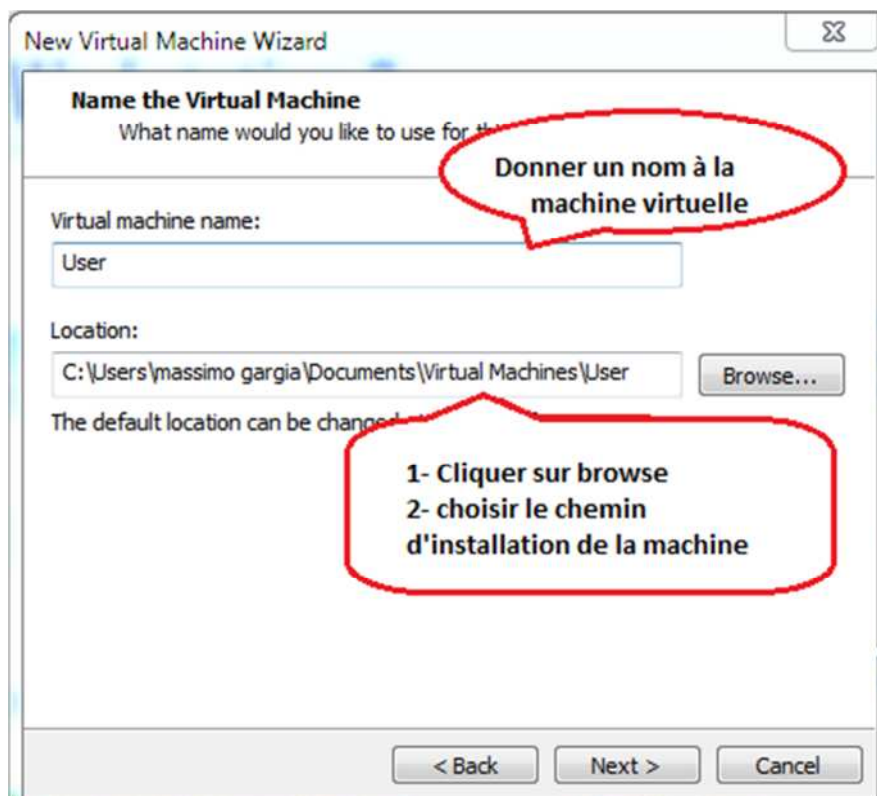 New Virtual Machine Wizard
Name the Virtual Machine
What name would you like to use for
Donner un nom à la
machine virtuelle
Virtual machine name:
User
Location:
C:\Users\massimo gargia\Documents\Virtual Machines\User
Browse...
The default location can be changed
1- Cliquer sur browse
2- choisir le chemin
d'installation de la machine
< Back
Next >
Cancel